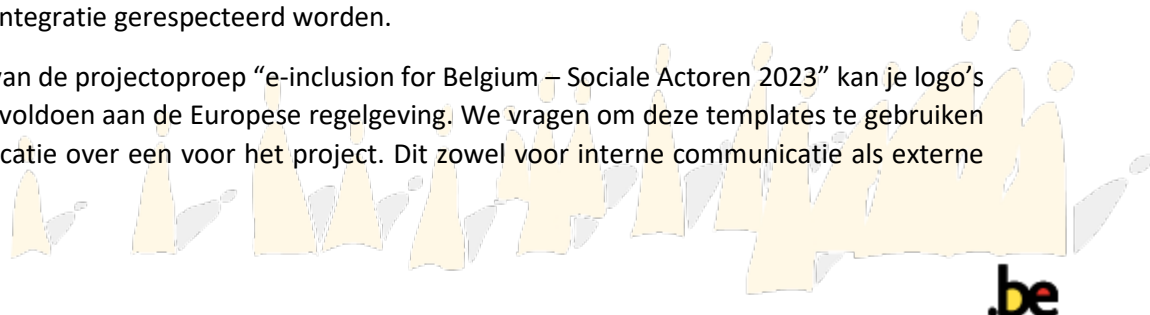 ntegratie gerespecteerd worden.
van de projectoproep “e-inclusion for Belgium – Sociale Actoren 2023” kan je logo’s
voldoen aan de Europese regelgeving. We vragen om deze templates te gebruiken
catie over een voor het project. Dit zowel voor interne communicatie als externe
.be